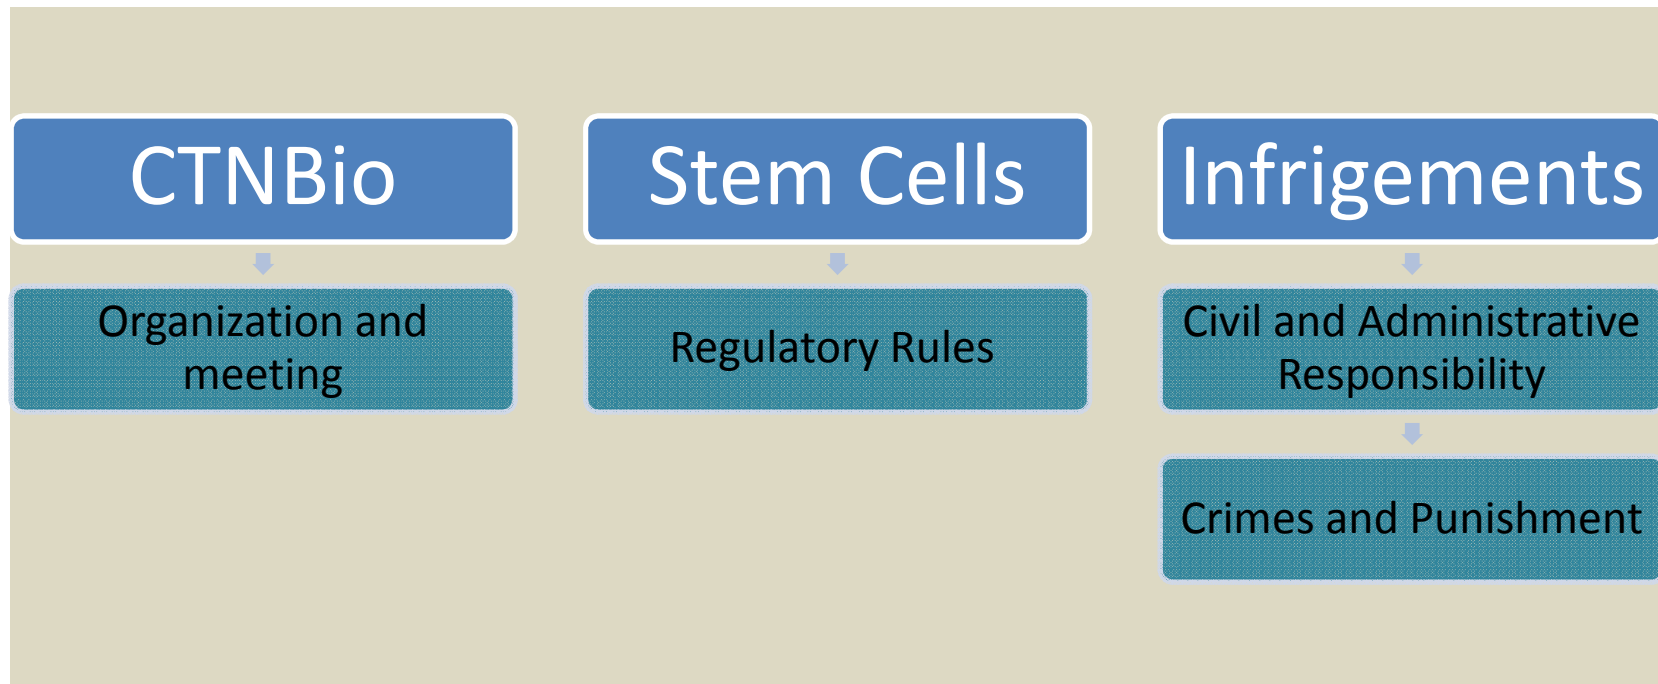 CTNBio
Organization and
meeting
Stem Cells
Regulatory Rules
Infrigements
Civil and Administrative
Responsibility
Crimes and Punishment